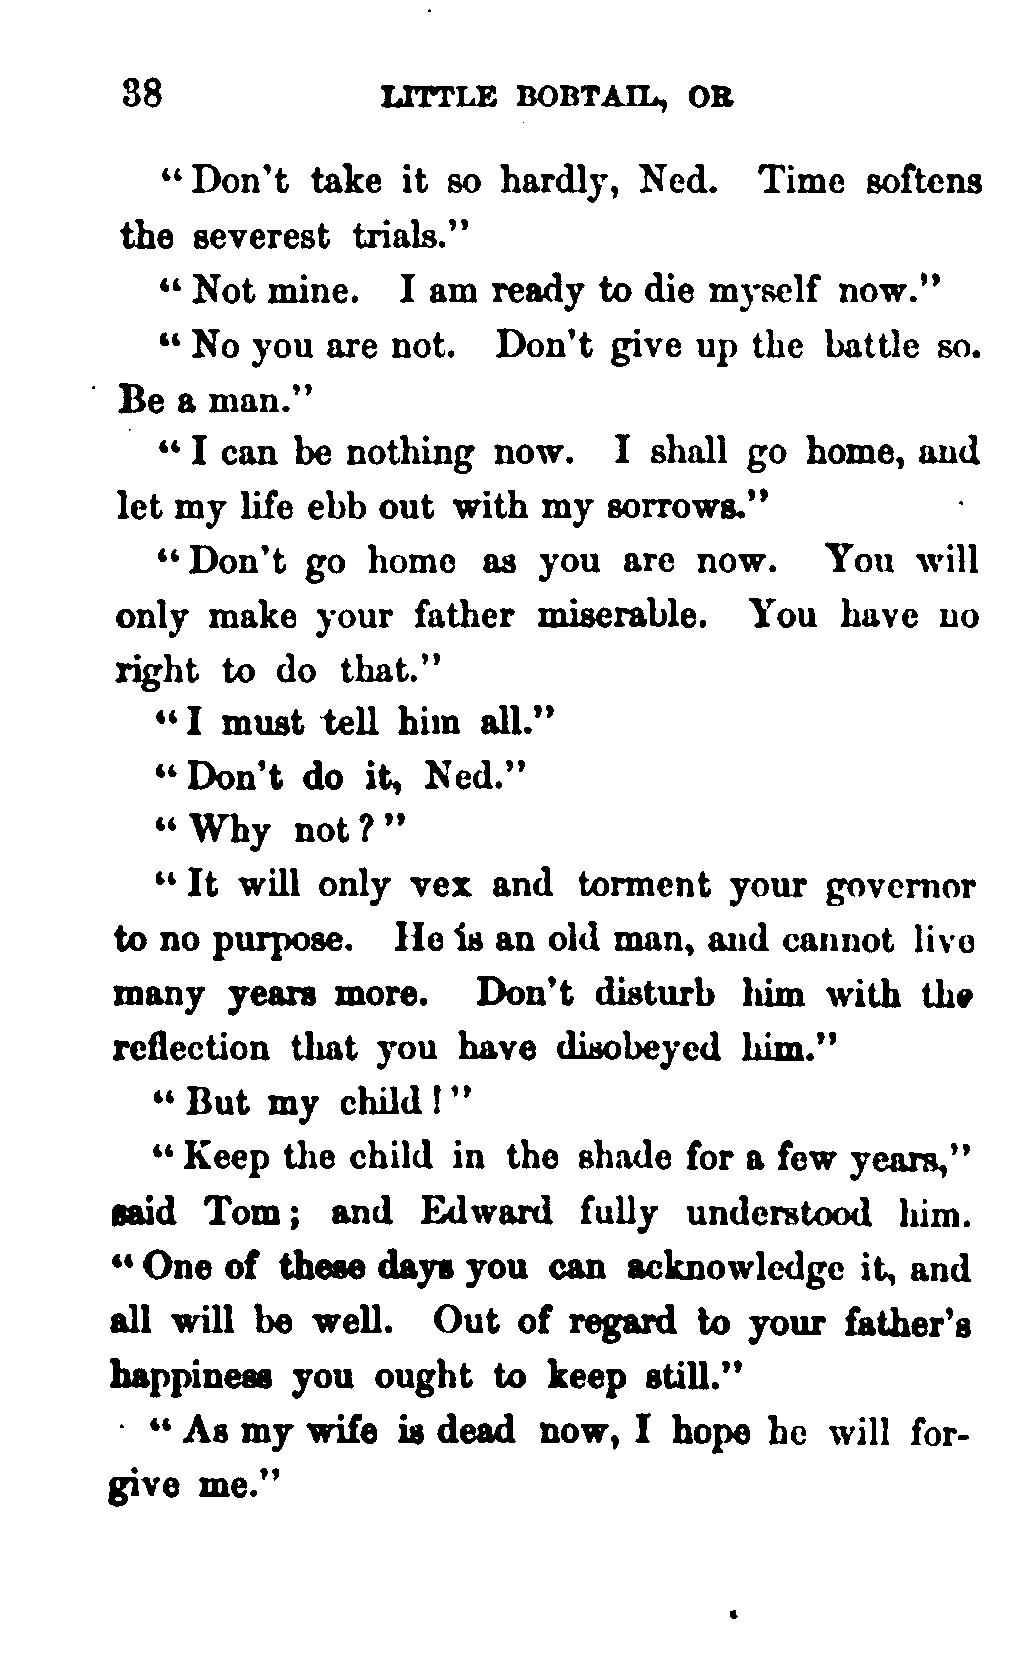 38 LITTLE BOBTAIL, OR
“Don’t take it so hardly, Ned. Time softens
the severest trials.”
“Not mine. I am ready to die myself now.”
“No you are not. Don’t give up the battle so.
Be a man.”
“I can be nothing now. I shall go home, and
let my life ebb out with my sorrows.”
“Don’t go home as you are now. You will
only make your father miserable. You have no
right to do that.”
“I must tell him all.”
“Don’t do it, Ned.”
“Why not?”
“It will only vex and torment your governor
to no purpose. He is an old man, and cannot live
many years more. Don’t disturb him with the
reflection that you have disobeyed him.”
“But my child!”
“Keep the child in the shade for a few years,”
said Tom; and Edward fully understood him.
“One of these days you can acknowledge it, and
all will be well. Out of regard to your father’s
happiness you ought to keep still.”
“As my wife is dead now, I hope he will for-
give me.”